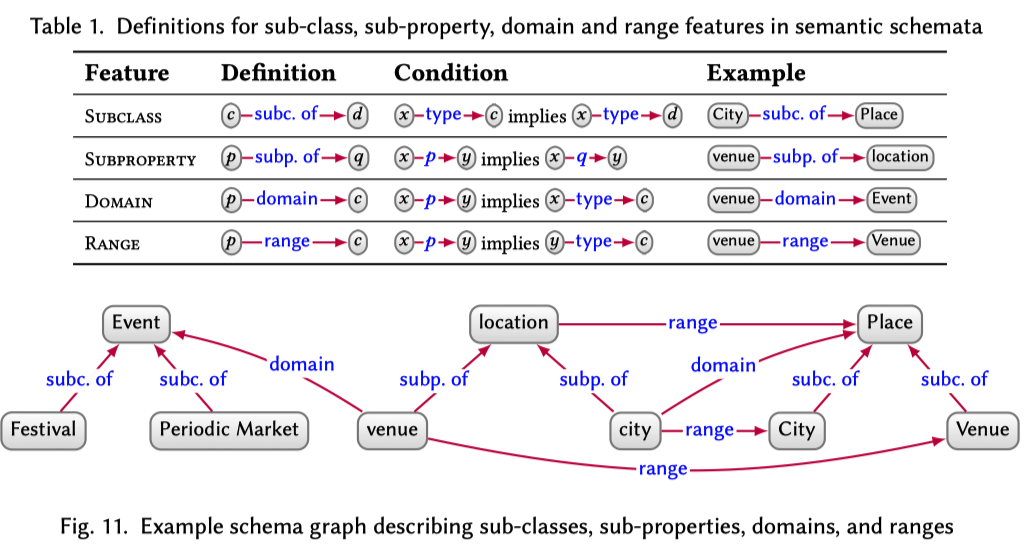 Table 1. Definitions for sub-class, sub-property, domain and range features in semantic schemata
Feature Definition Condition Example
Subclass c subc. of d x type c implies x type d City subc. of Place
Subproperty p subp. of q x p y implies x q y venue subp. of location
Domain p domain c x p y implies x type c venue domain Event
Range p range c x p y implies y type c venue range Venue
Event location range Place
domain domain
subc. of subc. of subp. of subp. of subc. of subc. of
Festival Periodic Market venue city range City Venue
range
Fig. 11. Example schema graph describing sub-classes, sub-properties, domains, and ranges